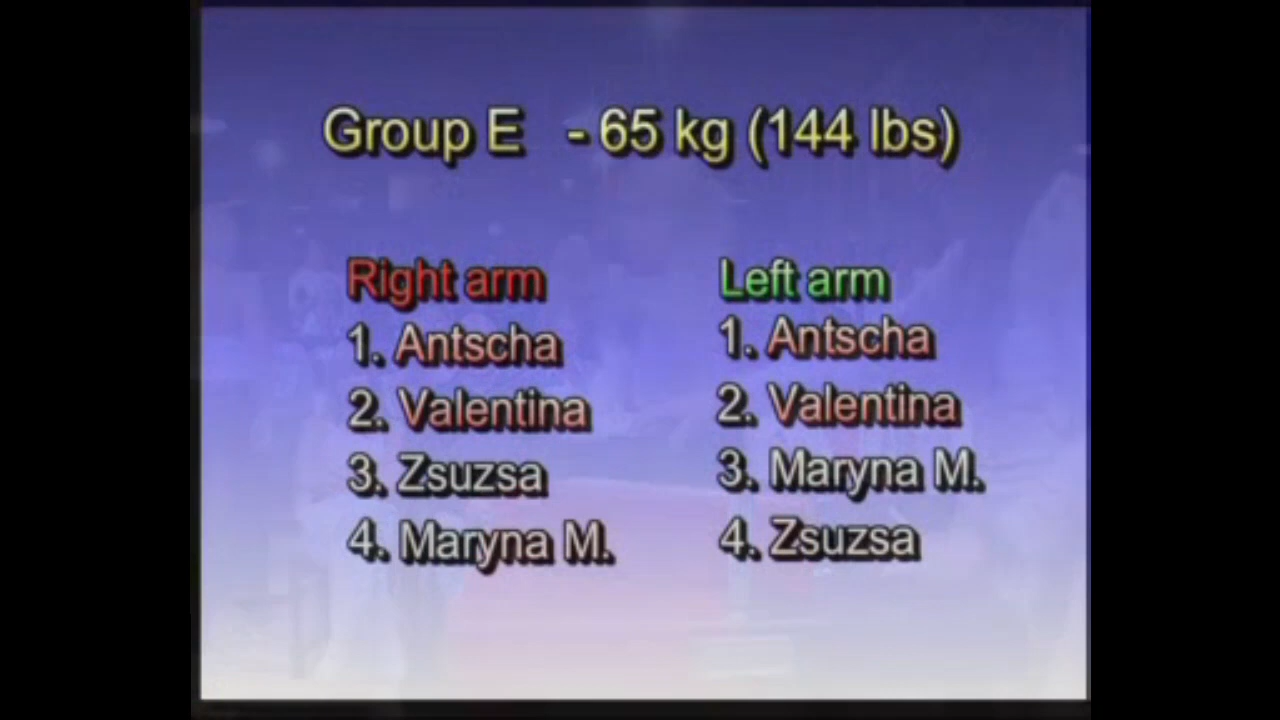 Group E - 65 kg (144 lbs)
Right arm
1. Antscha
2. Valentina
3. Zsuzsa
4. Maryna M.
Left arm
1. Antscha
2. Valentina
3. Maryna M.
4. Zsuzsa